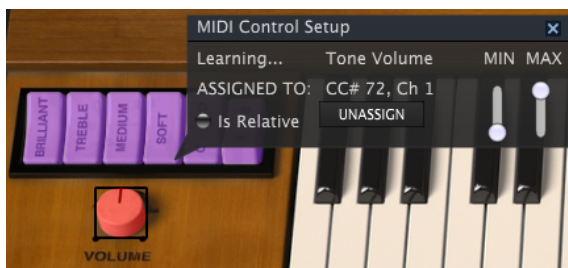 MIDI Control Setup
Learning... Tone Volume MIN MAX
ASSIGNED TO: CC# 72, Ch 1
Is Relative UNASSIGN
BRILLIANT
TREBLE
MEDIUM
SOFT
VOLUME